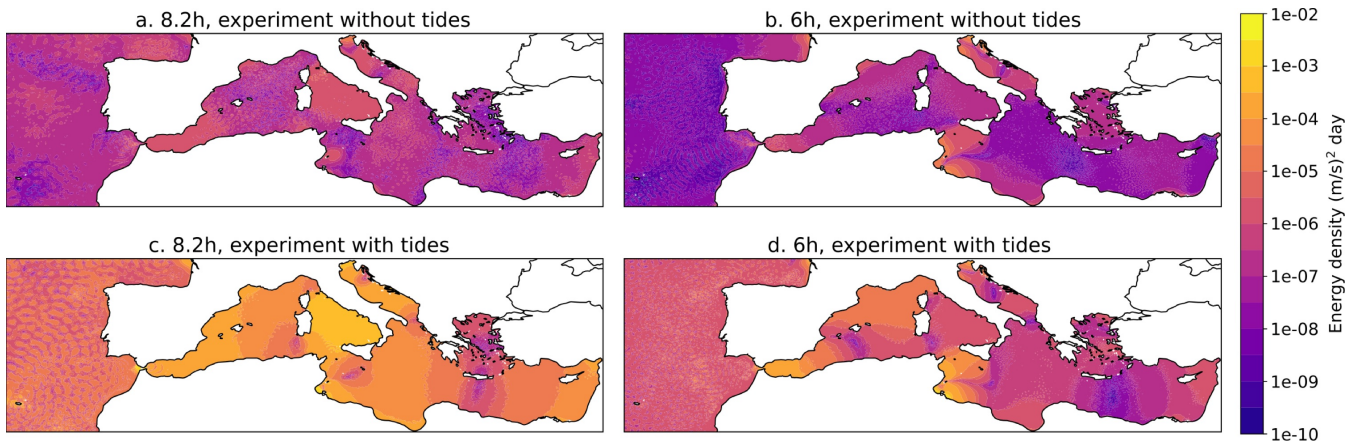 a. 8.2h, experiment without tides
b. 6h, experiment without tides
c. 8.2h, experiment with tides
d. 6h, experiment with tides
1e-02
1e-03
1e-04
1e-05
1e-06
1e-07
1e-08
1e-09
1e-10
Energy density (m/s)² day